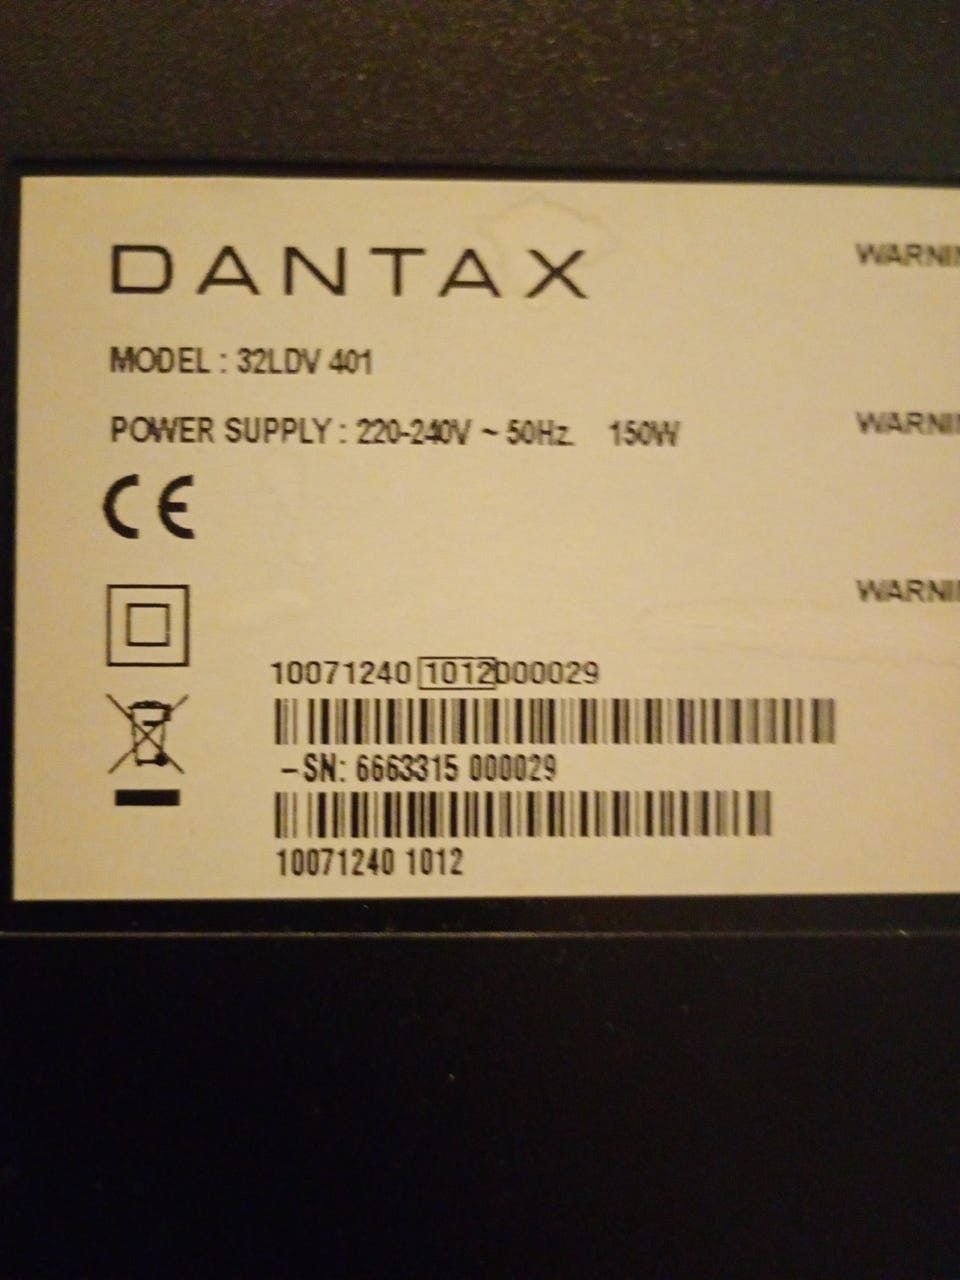 DANTAX
MODEL : 32LDV 401
POWER SUPPLY : 220-240V ~ 50Hz. 150W
CE
10071240 1012000029
-SN: 6663315 000029
10071240 1012